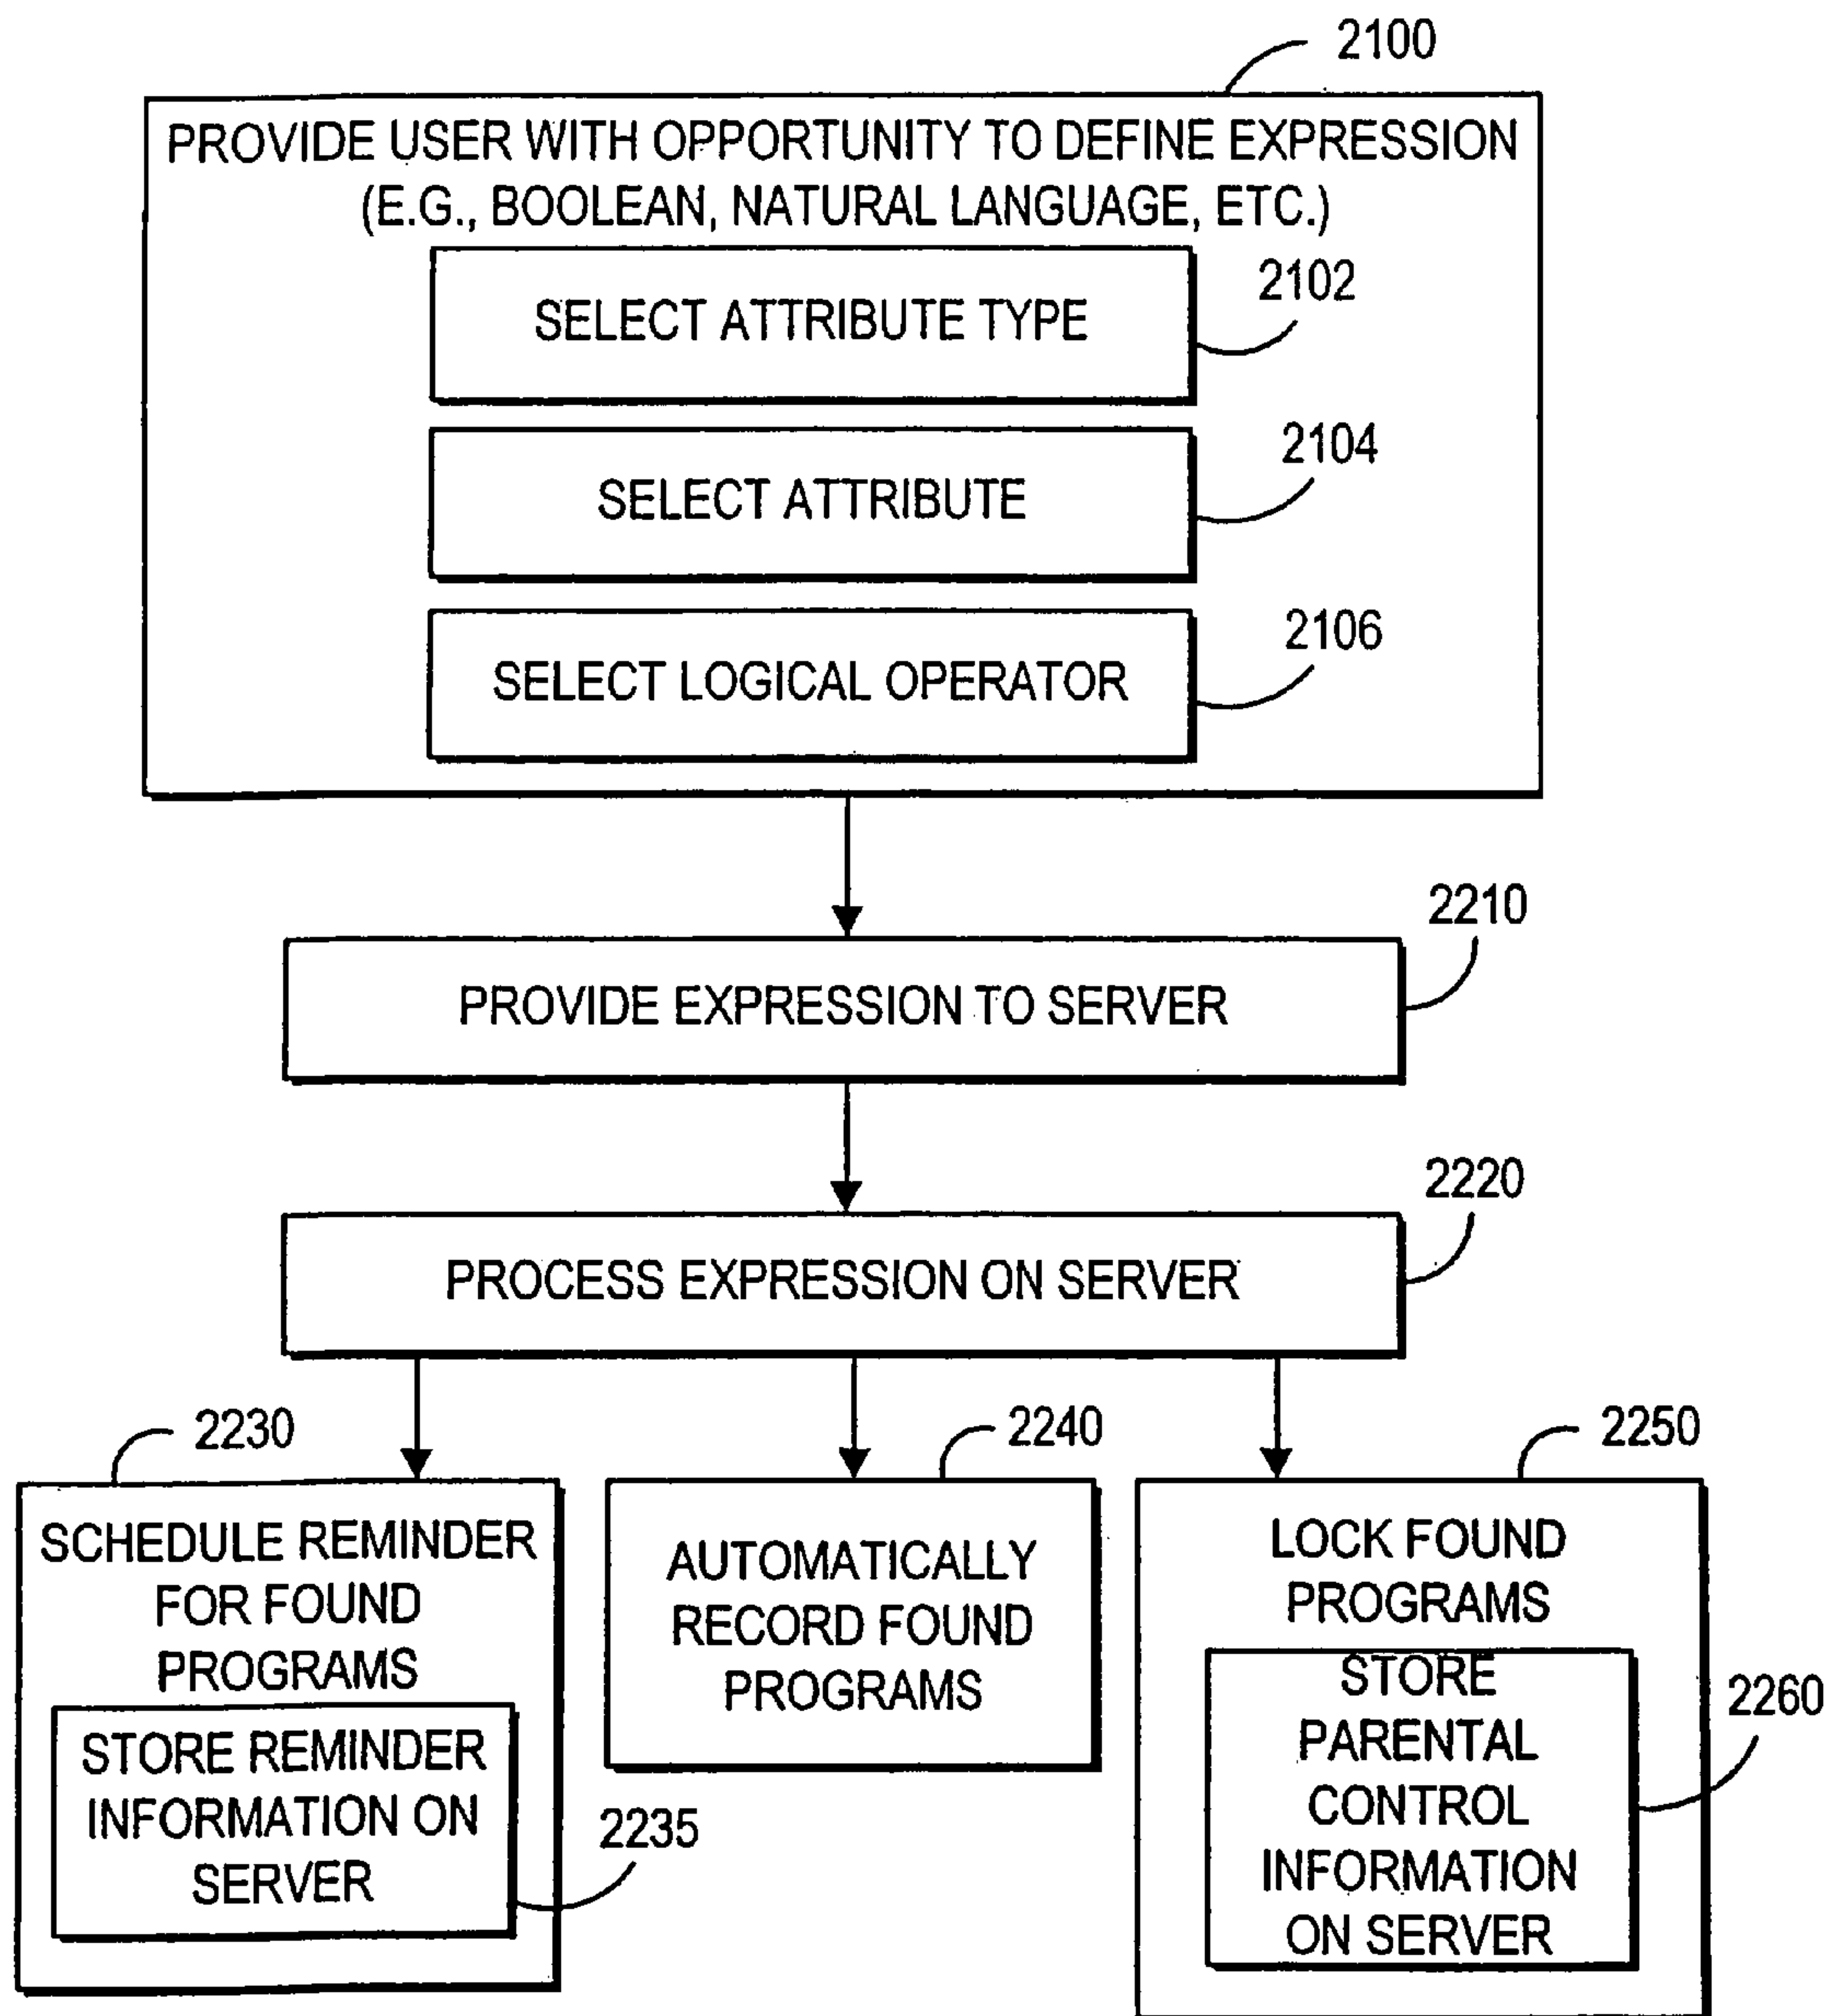 2100
PROVIDE USER WITH OPPORTUNITY TO DEFINE EXPRESSION
(E.G., BOOLEAN, NATURAL LANGUAGE, ETC.)
SELECT ATTRIBUTE TYPE
2102
SELECT ATTRIBUTE
2104
SELECT LOGICAL OPERATOR
2106
2210
PROVIDE EXPRESSION TO SERVER
2220
PROCESS EXPRESSION ON SERVER
2230
SCHEDULE REMINDER
FOR FOUND
PROGRAMS
STORE REMINDER
INFORMATION ON
SERVER
2235
2240
AUTOMATICALLY
RECORD FOUND
PROGRAMS
2250
LOCK FOUND
PROGRAMS
STORE
PARENTAL
CONTROL
INFORMATION
ON SERVER
2260